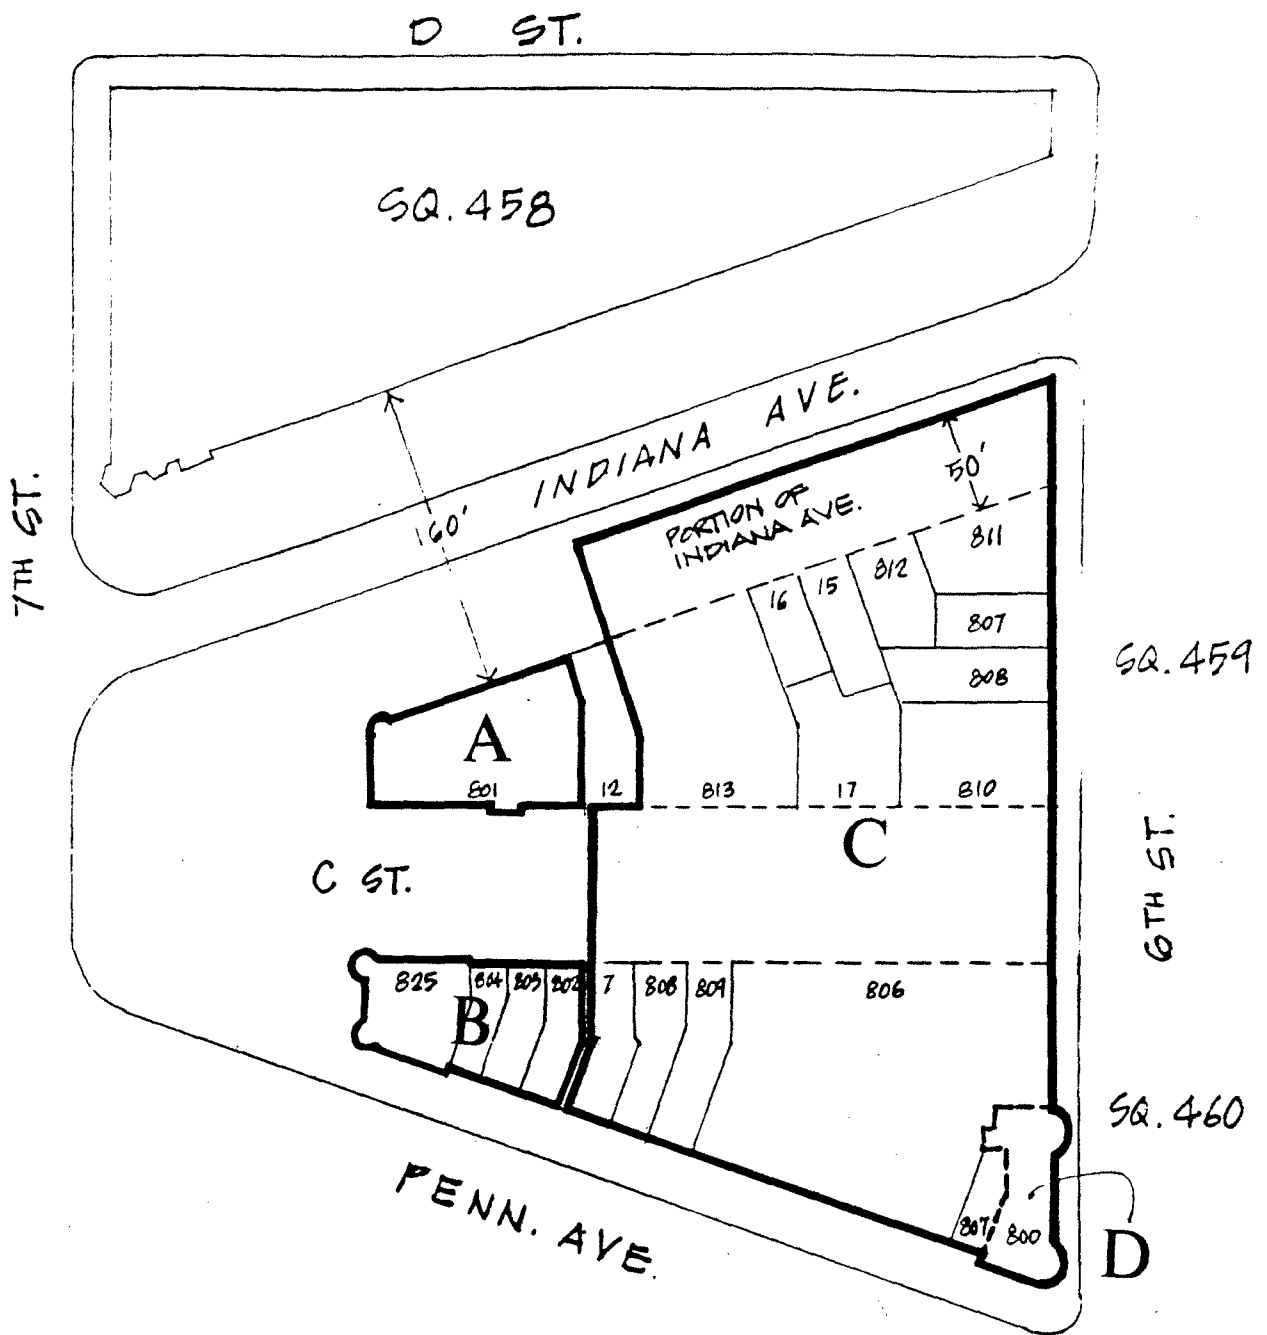 D ST.
SQ. 458
INDIANA AVE.
7TH ST.
160'
50'
PORTION OF
INDIANA AVE.
811
812
15
16
807
808
SQ. 459
A
801
12
813
17
810
C
C ST.
6TH ST.
825
804
803
802
7
808
809
806
B
SQ. 460
PENN. AVE.
807
800
D